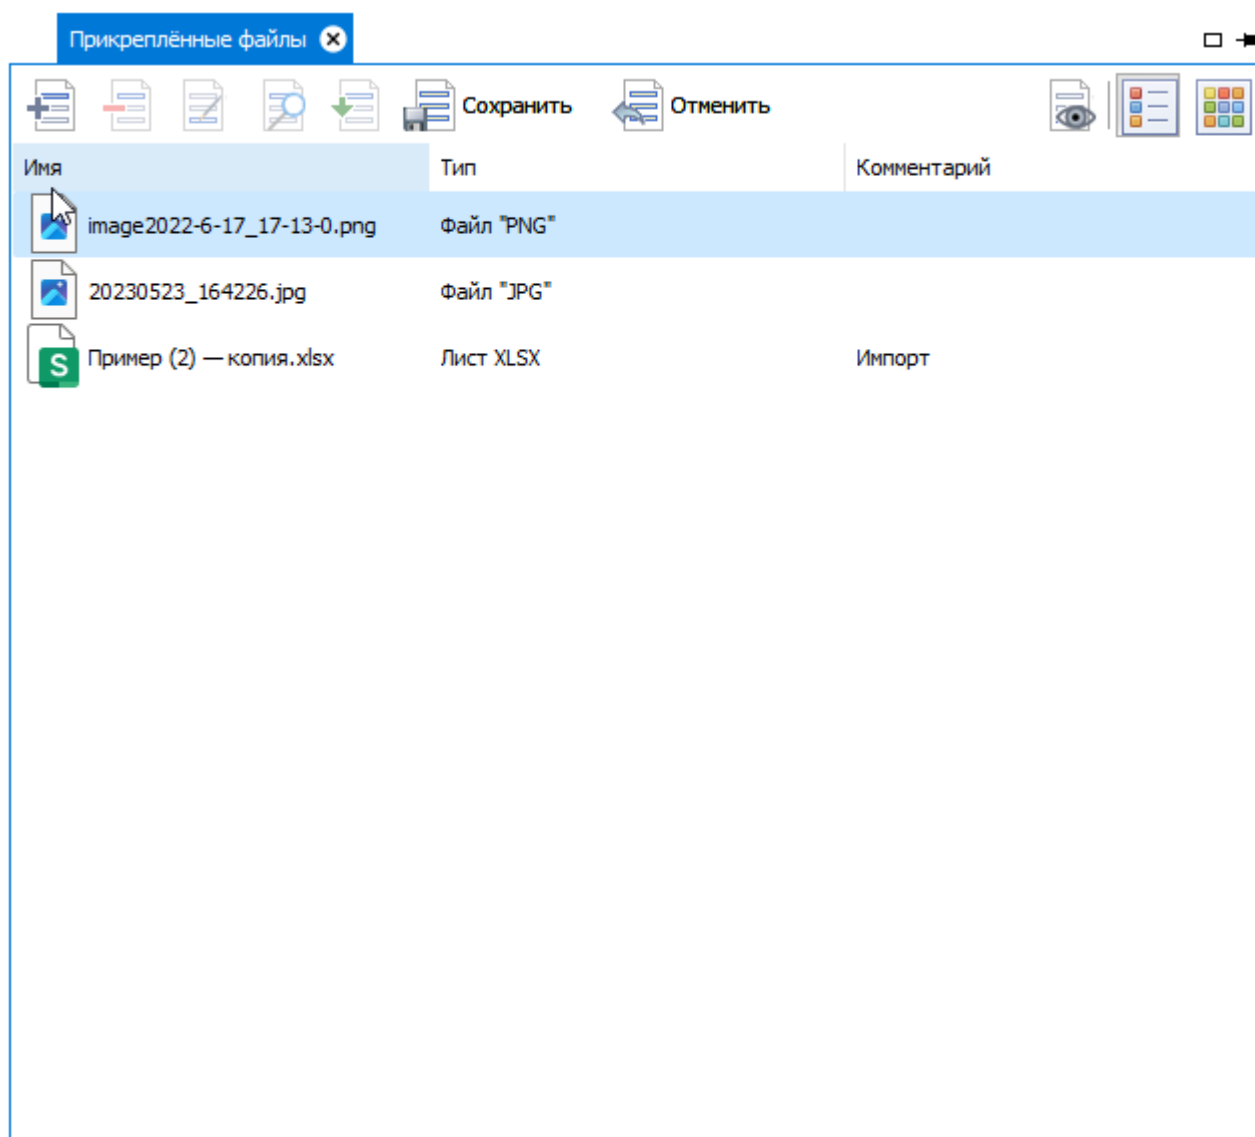 Прикреплённые файлы
Сохранить Отменить
Имя Тип Комментарий
image2022-6-17_17-13-0.png Файл "PNG"
20230523_164226.jpg Файл "JPG"
S Пример (2) — копия.xlsx Лист XLSX Импорт